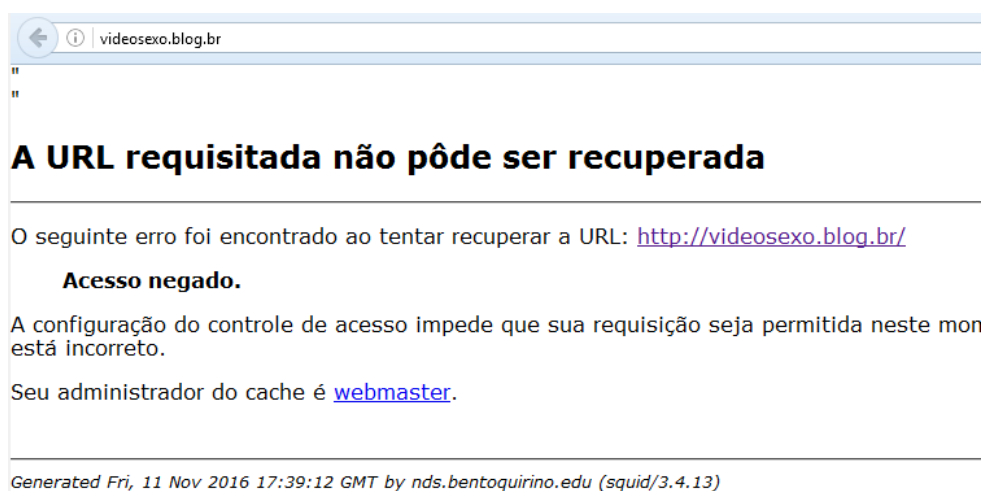 videosexo.blog.br
"
"
A URL requisitada não pôde ser recuperada
O seguinte erro foi encontrado ao tentar recuperar a URL: http://videosexo.blog.br/
Acesso negado.
A configuração do controle de acesso impede que sua requisição seja permitida neste
está incorreto.
Seu administrador do cache é webmaster.
Generated Fri, 11 Nov 2016 17:39:12 GMT by nds.bentoquirino.edu (squid/3.4.13)